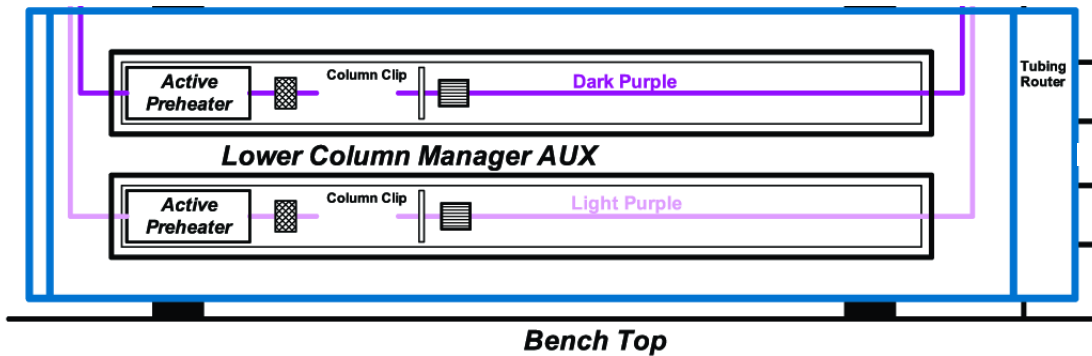 Active
Preheater
Column Clip
Dark Purple
Tubing
Router
Lower Column Manager AUX
Active
Preheater
Column Clip
Light Purple
Bench Top